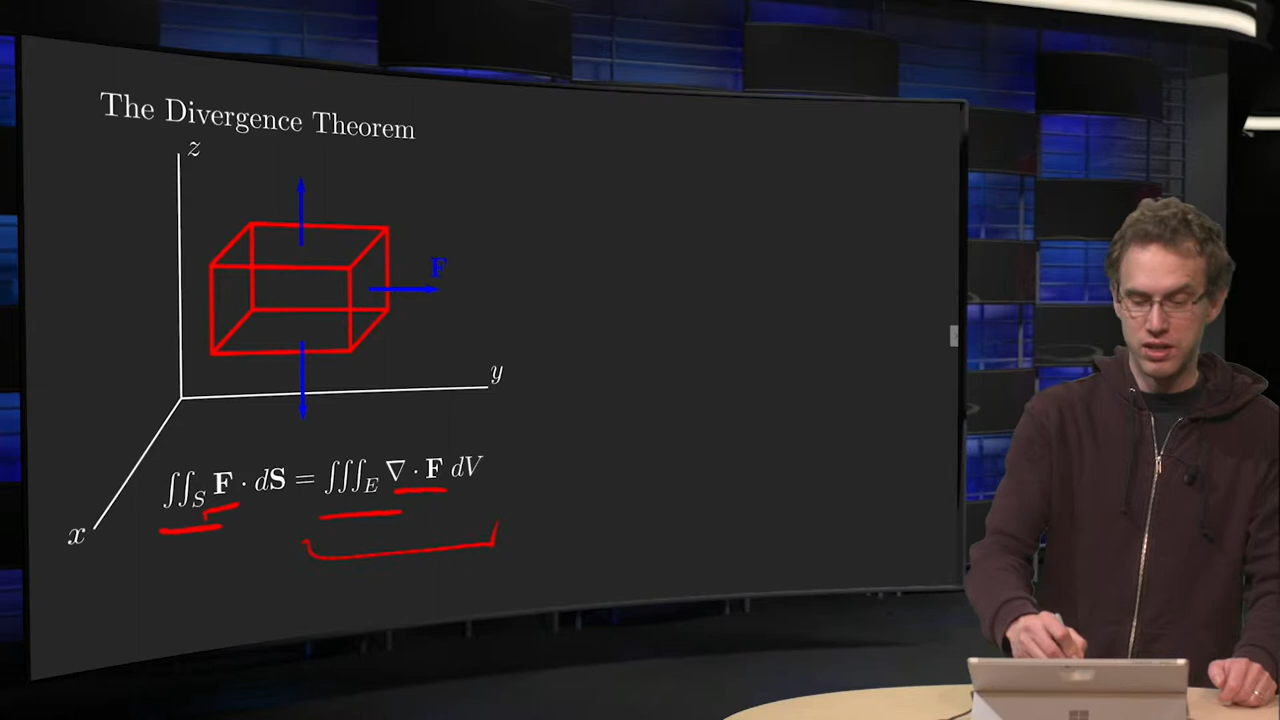 The Divergence Theorem
z
F
y
∬_S F · dS = ∭_E ∇ · F dV
x